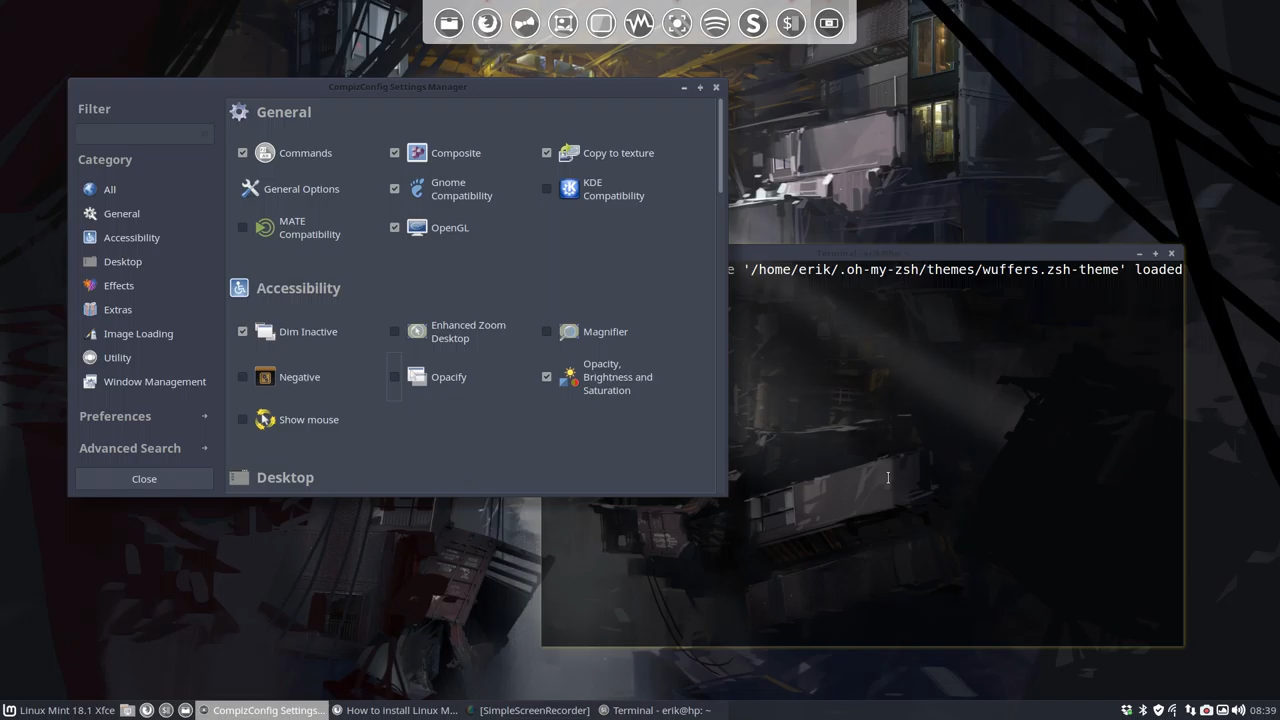 CompizConfig Settings Manager
Filter
Category
All
General
Accessibility
Desktop
Effects
Extras
Image Loading
Utility
Window Management
Preferences
Advanced Search
Close
General
Commands
Composite
Copy to texture
General Options
Gnome
Compatibility
KDE
Compatibility
MATE
Compatibility
OpenGL
Accessibility
Dim Inactive
Enhanced Zoom
Desktop
Magnifier
Negative
Opacify
Opacity,
Brightness and
Saturation
Show mouse
Desktop
e '/home/erik/.oh-my-zsh/themes/wuffers.zsh-theme' loaded
Linux Mint 18.1 Xfce
CompizConfig Settings...
How to install Linux M...
[SimpleScreenRecorder]
Terminal - erik@hp: ~
08:39